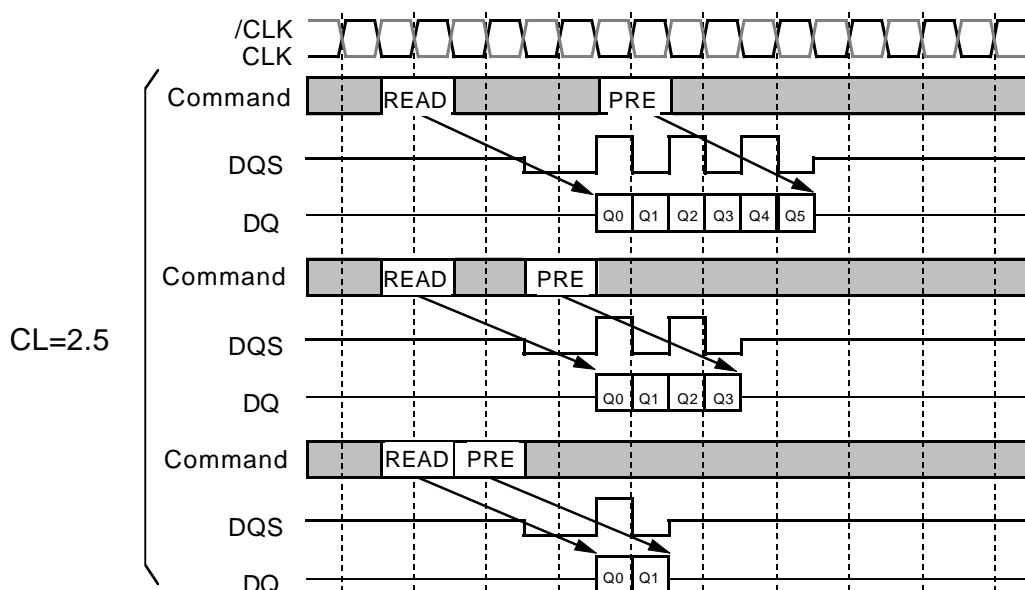 /CLK
CLK
Command READ PRE
DQS
DQ Q0 Q1 Q2 Q3 Q4 Q5
Command READ PRE
CL=2.5
DQS
DQ Q0 Q1 Q2 Q3
Command READ PRE
DQS
DQ Q0 Q1